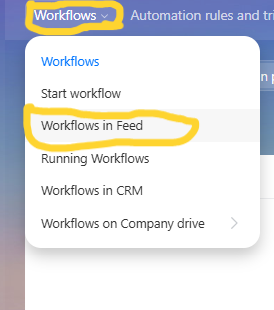 Workflows Automation rules and tri
Workflows
Start workflow
Workflows in Feed
Running Workflows
Workflows in CRM
Workflows on Company drive